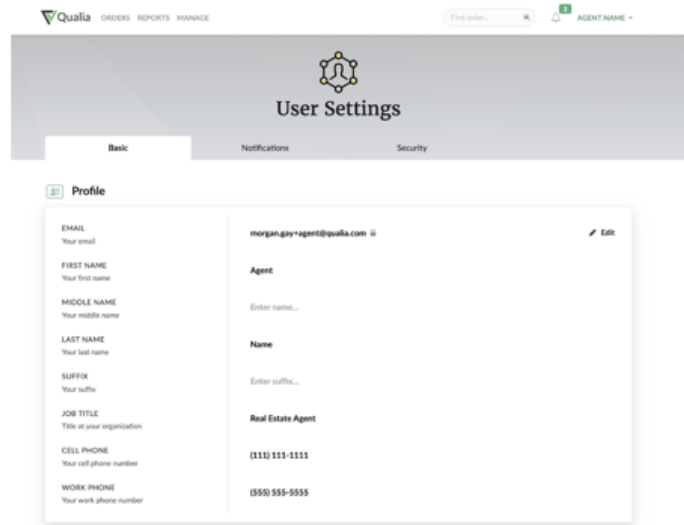 Qualia ORDERS REPORTS MANAGE Find order... 3 AGENT NAME
User Settings
Basic Notifications Security
Profile
EMAIL
Your email
morgan.gay+agent@qualia.com Edit
FIRST NAME
Your first name
Agent
MIDDLE NAME
Your middle name
Enter name...
LAST NAME
Your last name
Name
SUFFIX
Your suffix
Enter suffix...
JOB TITLE
Title at your organization
Real Estate Agent
CELL PHONE
Your cell phone number
(111) 111-1111
WORK PHONE
Your work phone number
(555) 555-5555